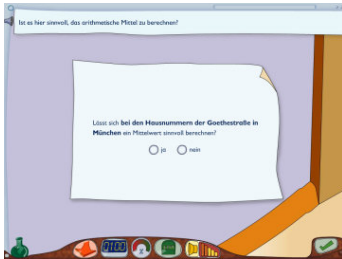 Ist es hier sinnvoll, das arithmetische Mittel zu berechnen?
Lässt sich bei den Hausnummern der Goethestraße in
München ein Mittelwert sinnvoll berechnen?
ja nein